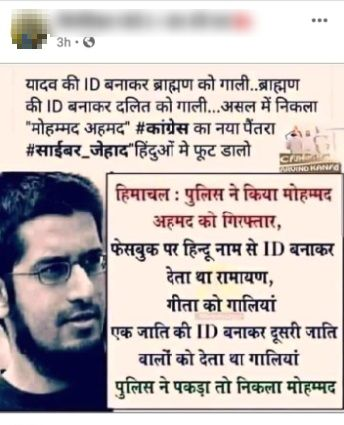 3h •
यादव की ID बनाकर ब्राह्मण को गाली..ब्राह्मण
की ID बनाकर दलित को गाली...असल में निकला
"मोहम्मद अहमद" #कांग्रेस का नया पैंतरा
#साईबर_जेहाद"हिंदुओं मे फूट डालो
हिमाचल : पुलिस ने किया मोहम्मद
अहमद को गिरफ्तार,
फेसबुक पर हिन्दू नाम से ID बनाकर
देता था रामायण,
गीता को गालियां
एक जाति की ID बनाकर दूसरी जाति
वालों को देता था गालियां
पुलिस ने पकड़ा तो निकला मोहम्मद